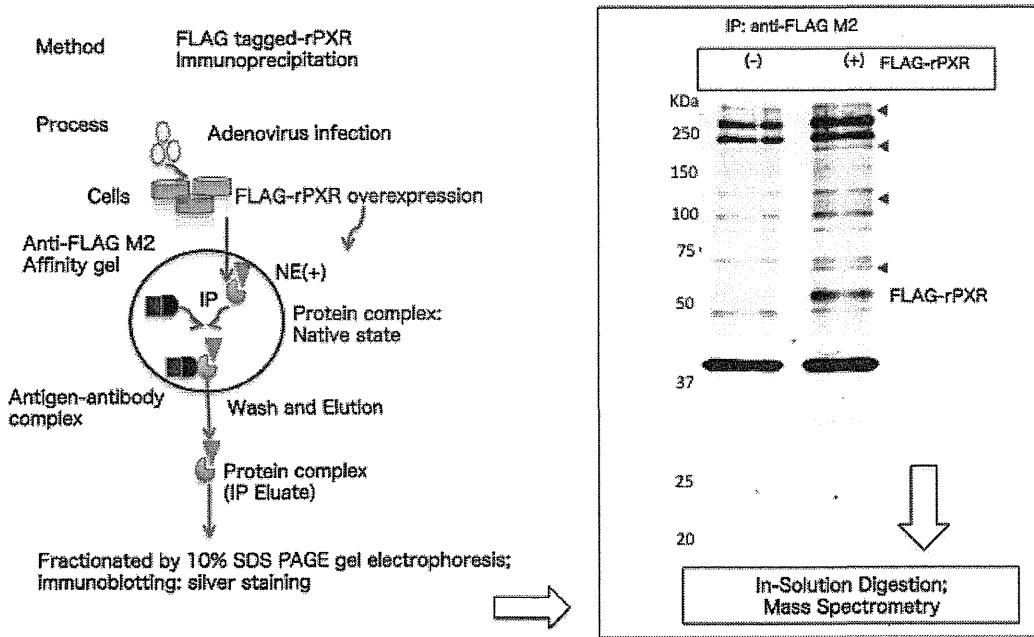 Method
FLAG tagged-rPXR
Immunoprecipitation
Process
Adenovirus infection
Cells
FLAG-rPXR overexpression
Anti-FLAG M2
Affinity gel
NE(+)
IP
Protein complex:
Native state
Antigen-antibody
complex
Wash and Elution
Protein complex
(IP Eluate)
Fractionated by 10% SDS PAGE gel electrophoresis;
immunoblotting: silver staining
IP: anti-FLAG M2
(-) (+) FLAG-rPXR
KDa
250
150
100
75
50
FLAG-rPXR
37
25
20
In-Solution Digestion;
Mass Spectrometry